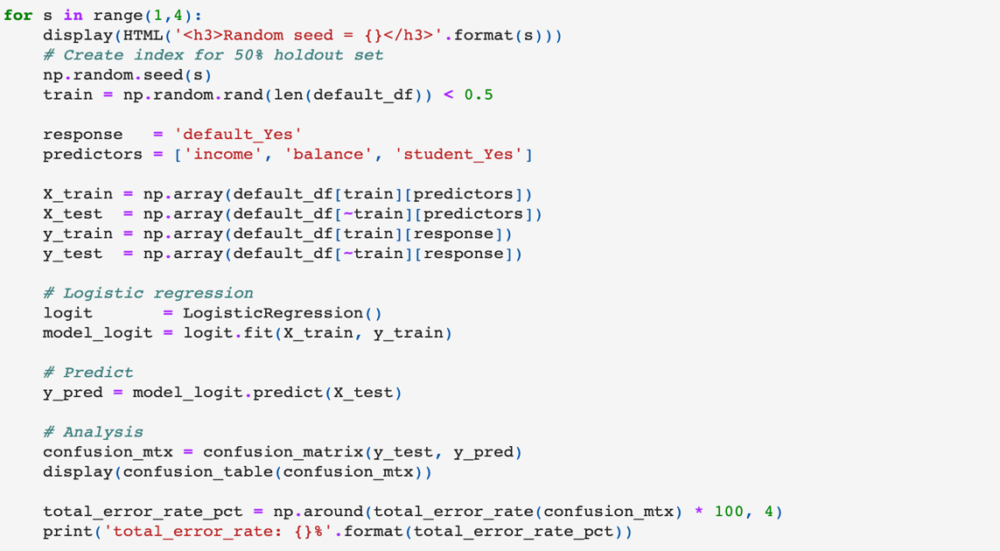 for s in range(1,4):
    display(HTML('<h3>Random seed = {}</h3>'.format(s)))
    # Create index for 50% holdout set
    np.random.seed(s)
    train = np.random.rand(len(default_df)) < 0.5

    response   = 'default_Yes'
    predictors = ['income', 'balance', 'student_Yes']

    X_train = np.array(default_df[train][predictors])
    X_test  = np.array(default_df[~train][predictors])
    y_train = np.array(default_df[train][response])
    y_test  = np.array(default_df[~train][response])

    # Logistic regression
    logit       = LogisticRegression()
    model_logit = logit.fit(X_train, y_train)

    # Predict
    y_pred = model_logit.predict(X_test)

    # Analysis
    confusion_mtx = confusion_matrix(y_test, y_pred)
    display(confusion_table(confusion_mtx))

    total_error_rate_pct = np.around(total_error_rate(confusion_mtx) * 100, 4)
    print('total_error_rate: {}%'.format(total_error_rate_pct))